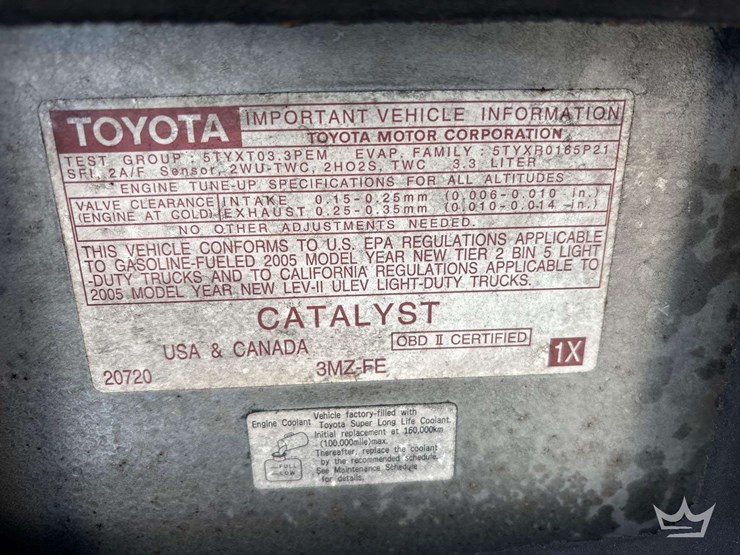 TOYOTA
IMPORTANT VEHICLE INFORMATION
TOYOTA MOTOR CORPORATION
TEST GROUP : 5TYXT03.3PEM EVAP. FAMILY : 5TYXR0165P21
SFI, 2A/F Sensor, 2WU-TWC, 2HO2S, TWC 3.3 LITER
ENGINE TUNE-UP SPECIFICATIONS FOR ALL ALTITUDES
VALVE CLEARANCE INTAKE 0.15-0.25mm (0.006-0.010 in.)
(ENGINE AT COLD) EXHAUST 0.25-0.35mm (0.010-0.014 in.)
NO OTHER ADJUSTMENTS NEEDED.
THIS VEHICLE CONFORMS TO U.S. EPA REGULATIONS APPLICABLE
TO GASOLINE-FUELED 2005 MODEL YEAR NEW TIER 2 BIN 5 LIGHT
-DUTY TRUCKS AND TO CALIFORNIA REGULATIONS APPLICABLE TO
2005 MODEL YEAR NEW LEV-II ULEV LIGHT-DUTY TRUCKS.
CATALYST
USA & CANADA
OBD II CERTIFIED
1X
20720
3MZ-FE
Engine Coolant
Vehicle factory-filled with
Toyota Super Long Life Coolant.
Initial replacement at 160,000km
(100,000mile)max.
Thereafter, replace the coolant
by the recommended schedule.
See Maintenance Schedule
for details.
FULL
LOW